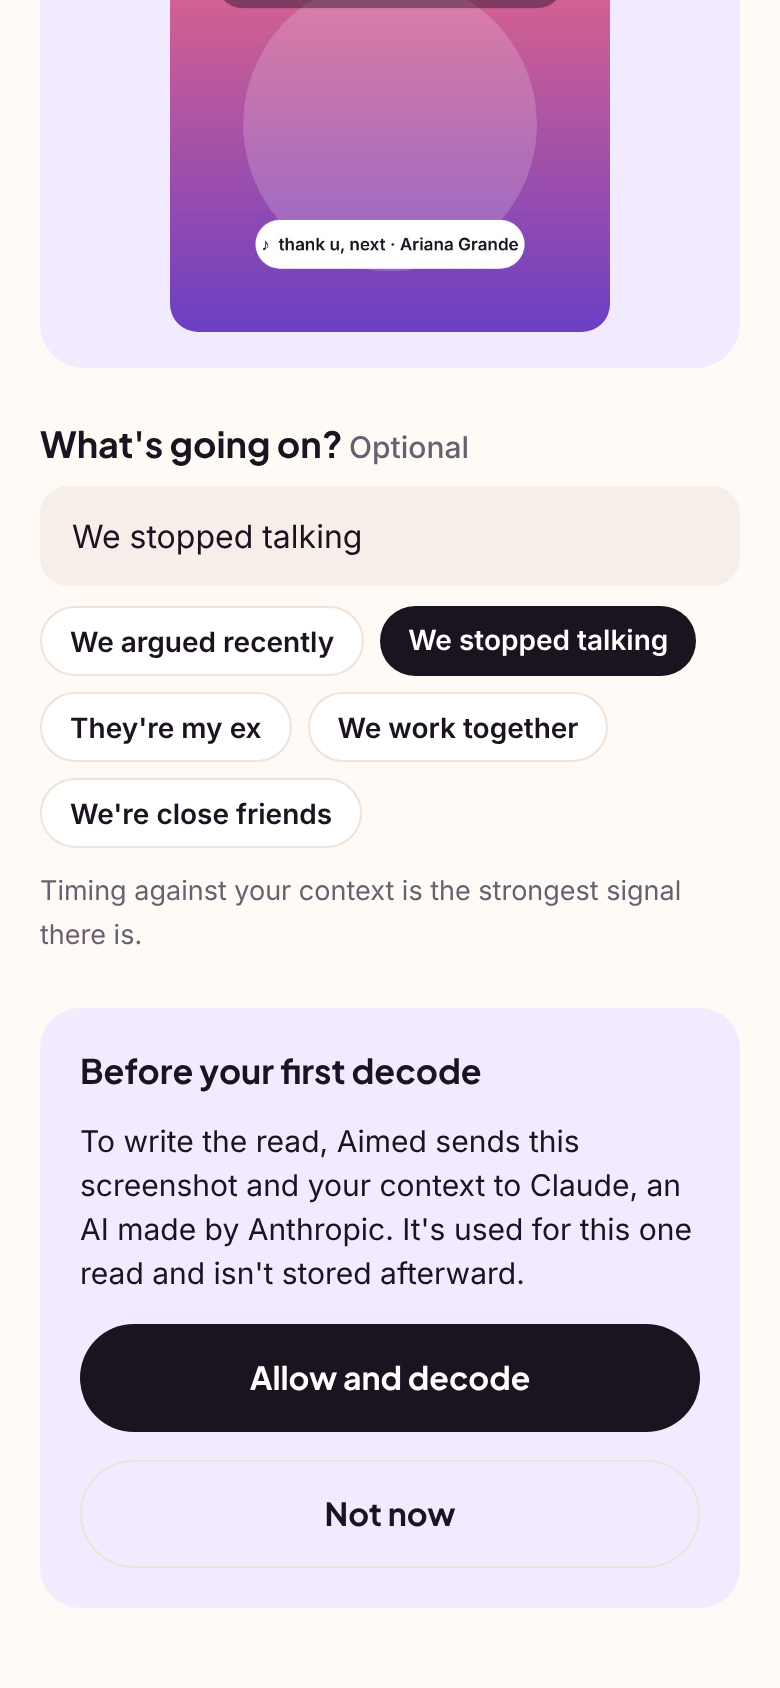 ♪ thank u, next · Ariana Grande
What's going on? Optional
We stopped talking
We argued recently
We stopped talking
They're my ex
We work together
We're close friends
Timing against your context is the strongest signal
there is.
Before your first decode
To write the read, Aimed sends this
screenshot and your context to Claude, an
AI made by Anthropic. It's used for this one
read and isn't stored afterward.
Allow and decode
Not now